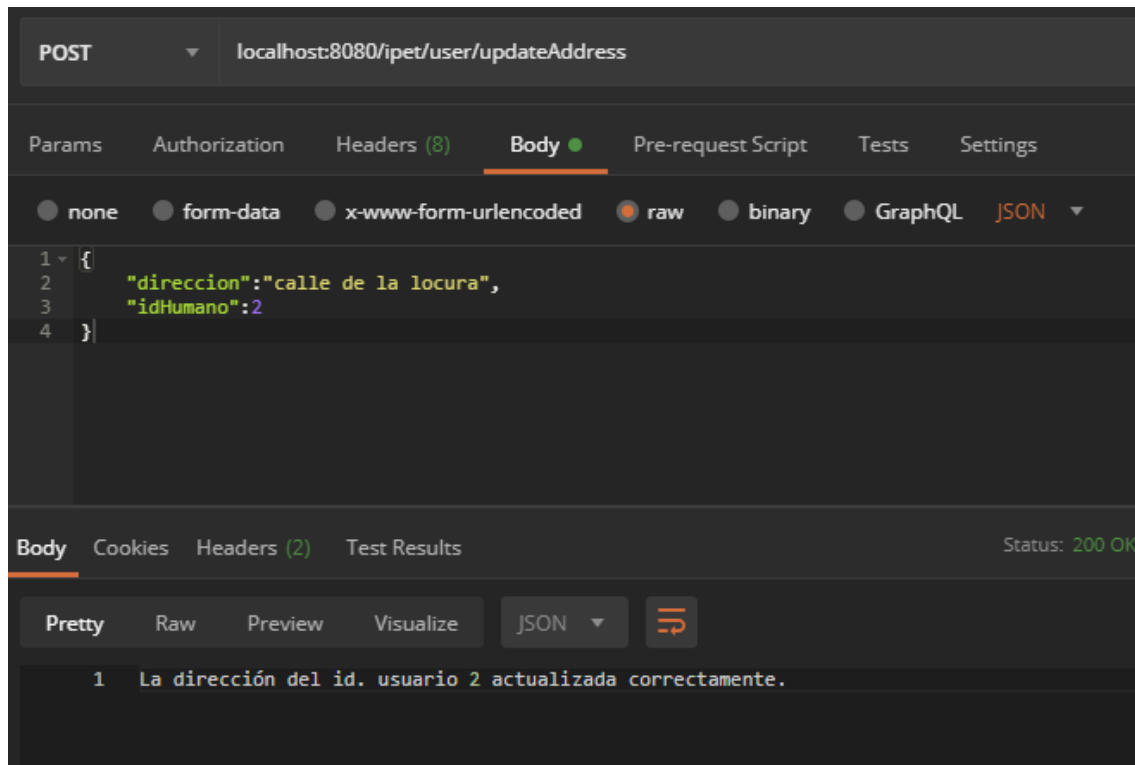 POST localhost:8080/ipet/user/updateAddress
Params Authorization Headers (8) Body Pre-request Script Tests Settings
none form-data x-www-form-urlencoded raw binary GraphQL JSON
1 {
2 "direccion":"calle de la locura",
3 "idHumano":2
4 }
Body Cookies Headers (2) Test Results Status: 200 OK
Pretty Raw Preview Visualize JSON
1 La dirección del id. usuario 2 actualizada correctamente.